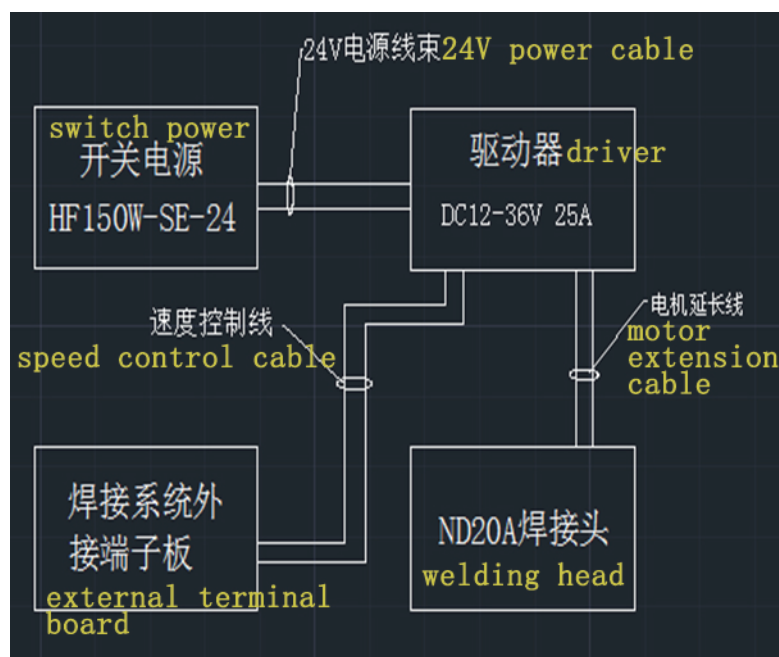 24V电源线束24V power cable
switch power
开关电源
HF150W-SE-24
驱动器driver
DC12-36V 25A
速度控制线
speed control cable
电机延长线
motor
extension
cable
焊接系统外
接端子板
external terminal
board
ND20A焊接头
welding head